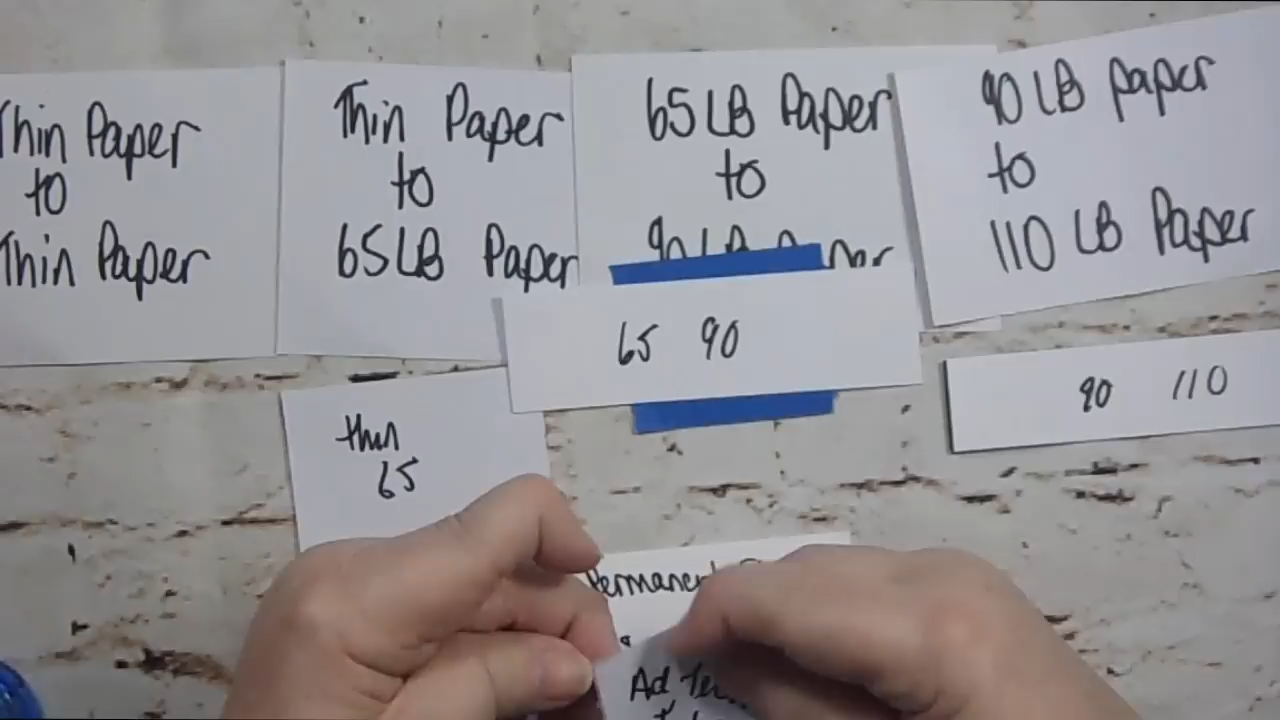 Thin Paper
to
Thin Paper
Thin Paper
to
65LB Paper
65LB Paper
to
65 90
90 LB paper
to
110 LB Paper
90 110
thin
65
Ad